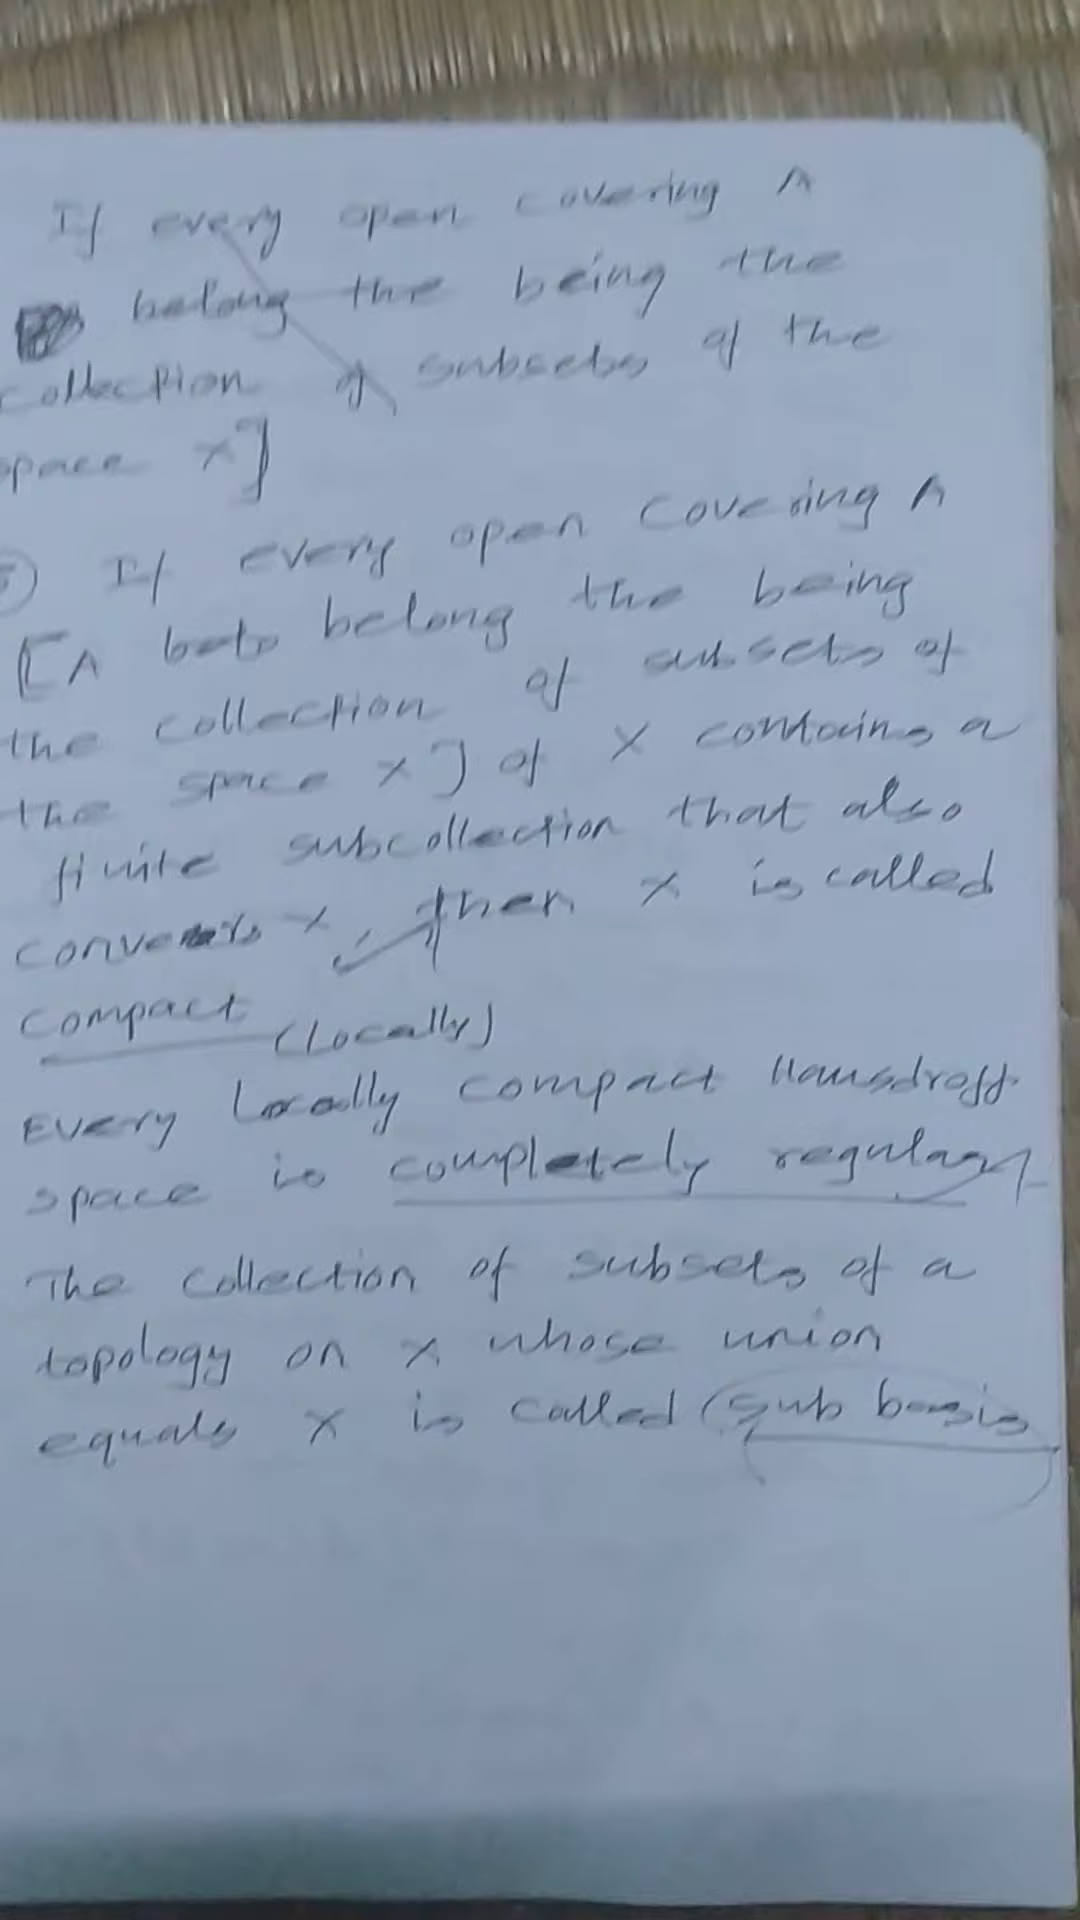 If every open covering A
belong the being the
collection of subsets of the
space X]
If every open covering A
[A beto belong the being
the collection of subsets of
the space X] of X contains a
finite subcollection that also
X, then X is called
compact (locally)
Every Locally compact Hausdroff
space is completely regular
The collection of subsets of a
topology on X whose union
equals X is called (sub basis